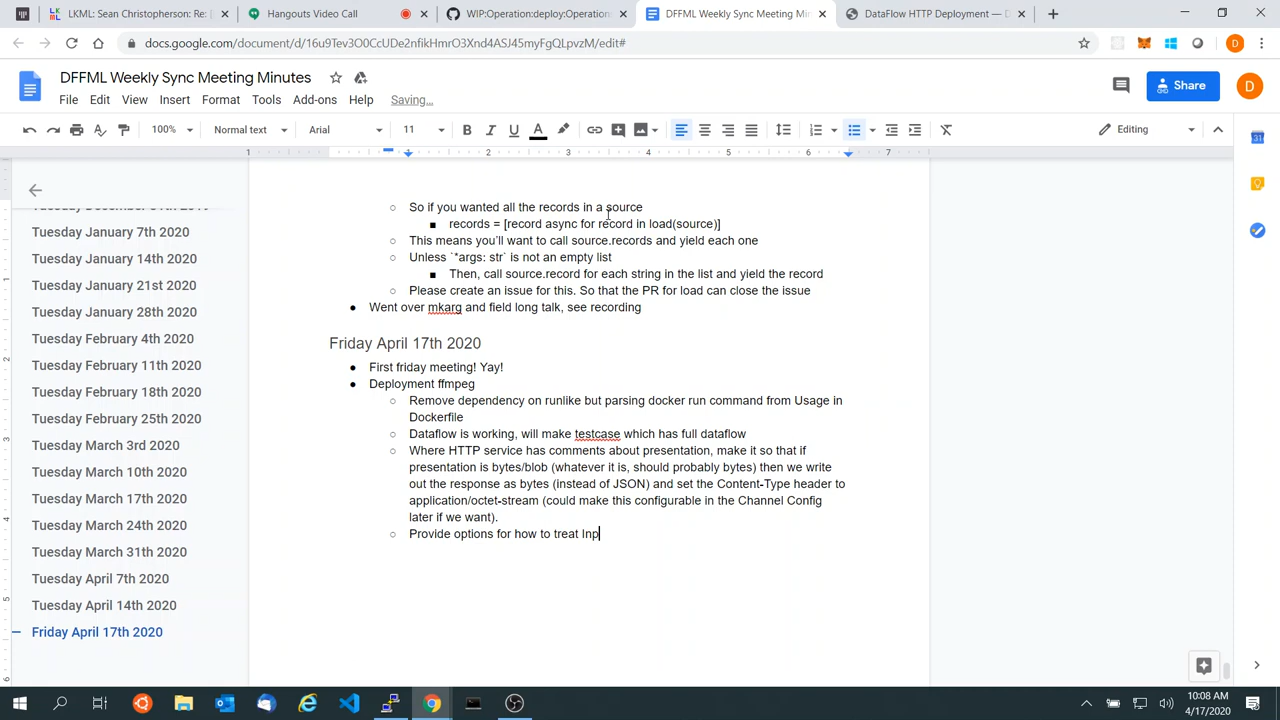 LKML: Sean Christopherson Re:
Hangouts Video Call
WIP:Operation:deploy:Operation
DFFML Weekly Sync Meeting Min
DataFlow HTTP Deployment — D
docs.google.com/document/d/16u9Tev3O0CcUDe2nfikHmrO3Xnd4ASJ45myFgQLpvzM/edit#
D
DFFML Weekly Sync Meeting Minutes
File Edit View Insert Format Tools Add-ons Help Saving...
Share
D
100% Normal text Arial 11 Editing
1 1 2 3 4 5 6 7
Tuesday January 7th 2020
Tuesday January 14th 2020
Tuesday January 21st 2020
Tuesday January 28th 2020
Tuesday February 4th 2020
Tuesday February 11th 2020
Tuesday February 18th 2020
Tuesday February 25th 2020
Tuesday March 3rd 2020
Tuesday March 10th 2020
Tuesday March 17th 2020
Tuesday March 24th 2020
Tuesday March 31th 2020
Tuesday April 7th 2020
Tuesday April 14th 2020
Friday April 17th 2020
So if you wanted all the records in a source
records = [record async for record in load(source)]
This means you'll want to call source.records and yield each one
Unless `*args: str` is not an empty list
Then, call source.record for each string in the list and yield the record
Please create an issue for this. So that the PR for load can close the issue
Went over mkarg and field long talk, see recording
Friday April 17th 2020
First friday meeting! Yay!
Deployment ffmpeg
Remove dependency on runlike but parsing docker run command from Usage in
Dockerfile
Dataflow is working, will make testcase which has full dataflow
Where HTTP service has comments about presentation, make it so that if
presentation is bytes/blob (whatever it is, should probably bytes) then we write
out the response as bytes (instead of JSON) and set the Content-Type header to
application/octet-stream (could make this configurable in the Channel Config
later if we want).
Provide options for how to treat Inp
10:08 AM
4/17/2020